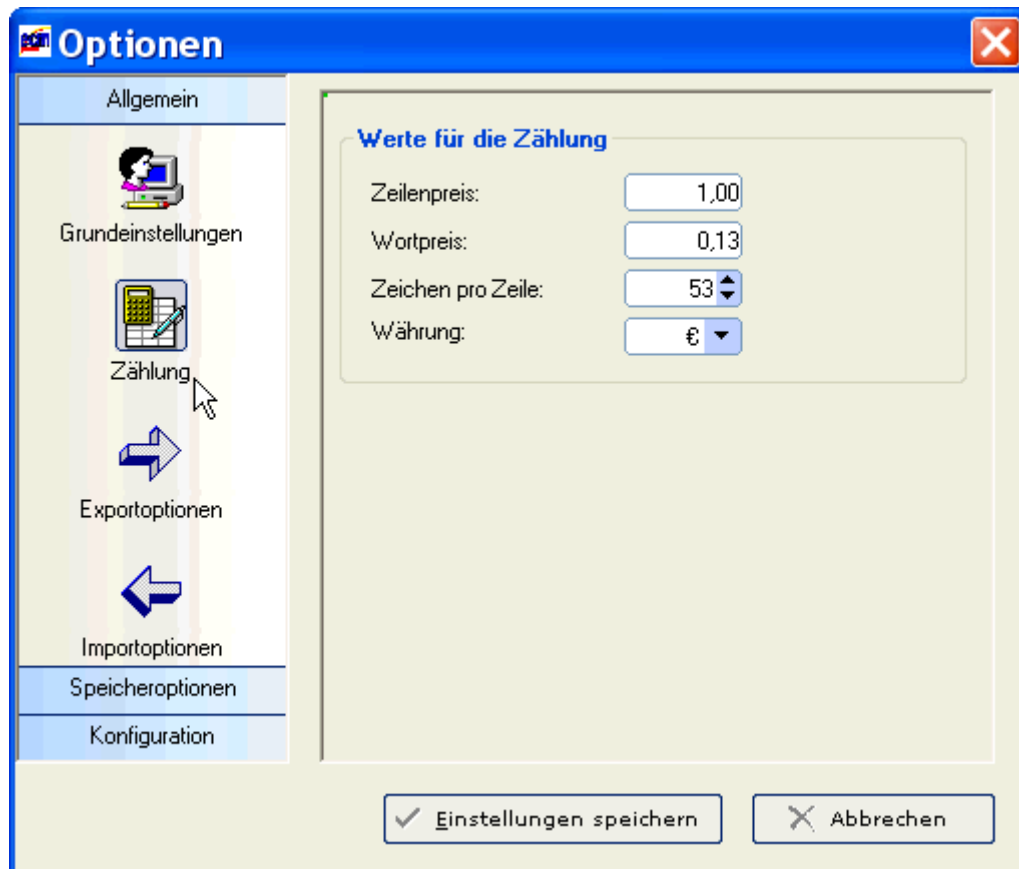 Optionen
Allgemein
Grundeinstellungen
Zählung
Exportoptionen
Importoptionen
Speicheroptionen
Konfiguration
Werte für die Zählung
Zeilenpreis: 1,00
Wortpreis: 0,13
Zeichen pro Zeile: 53
Währung: €
Einstellungen speichern
Abbrechen